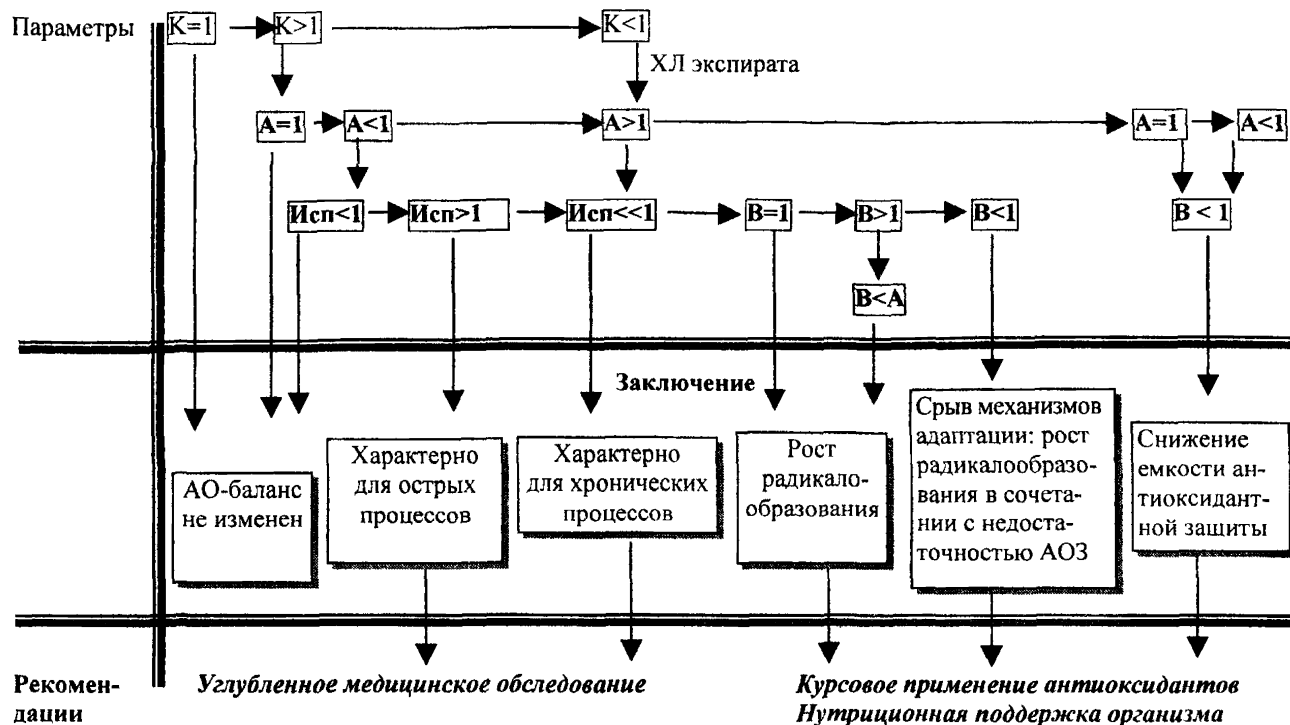 Параметры
K=1
K>1
K<1
ХЛ экспирата
A=1
A<1
A>1
A=1
A<1
Исп<1
Исп>1
Исп<<1
B=1
B>1
B<1
B < 1
B<A
Заключение
АО-баланс
не изменен
Характерно
для острых
процессов
Характерно
для хронических
процессов
Рост
радикало-
образования
Срыв механизмов
адаптации: рост
радикалообразо-
вания в сочета-
нии с недоста-
точностью АОЗ
Снижение
емкости ан-
тиоксидант-
ной защиты
Рекомен-
дации
Углубленное медицинское обследование
Курсовое применение антиоксидантов
Нутриционная поддержка организма